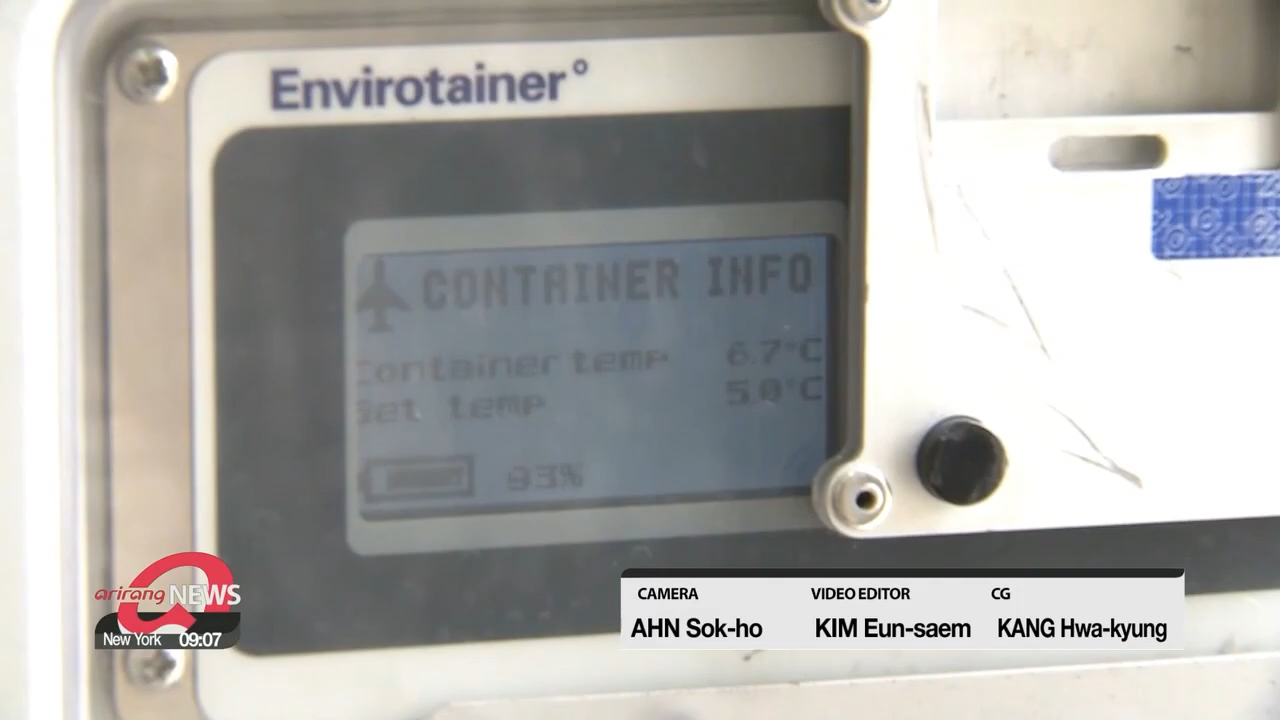 Envirotainer°
CONTAINER INFO
Container temp 6.7°C
Set temp 5.0°C
93%
arirang NEWS
New York 09:07
CAMERA VIDEO EDITOR CG
AHN Sok-ho KIM Eun-saem KANG Hwa-kyung